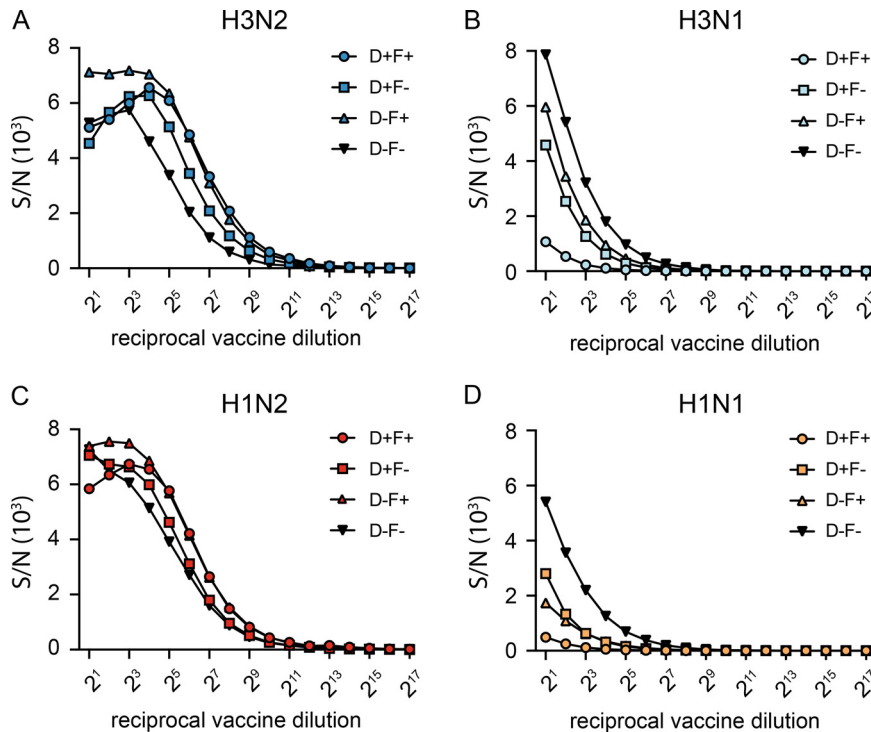 A
H3N2
S/N (10³)
8
6
4
2
0
2¹ 2³ 2⁵ 2⁷ 2⁹ 2¹¹ 2¹³ 2¹⁵ 2¹⁷
reciprocal vaccine dilution
D+F+
D+F-
D-F+
D-F-
B
H3N1
S/N (10³)
8
6
4
2
0
2¹ 2³ 2⁵ 2⁷ 2⁹ 2¹¹ 2¹³ 2¹⁵ 2¹⁷
reciprocal vaccine dilution
D+F+
D+F-
D-F+
D-F-
C
H1N2
S/N (10³)
8
6
4
2
0
2¹ 2³ 2⁵ 2⁷ 2⁹ 2¹¹ 2¹³ 2¹⁵ 2¹⁷
reciprocal vaccine dilution
D+F+
D+F-
D-F+
D-F-
D
H1N1
S/N (10³)
8
6
4
2
0
2¹ 2³ 2⁵ 2⁷ 2⁹ 2¹¹ 2¹³ 2¹⁵ 2¹⁷
reciprocal vaccine dilution
D+F+
D+F-
D-F+
D-F-